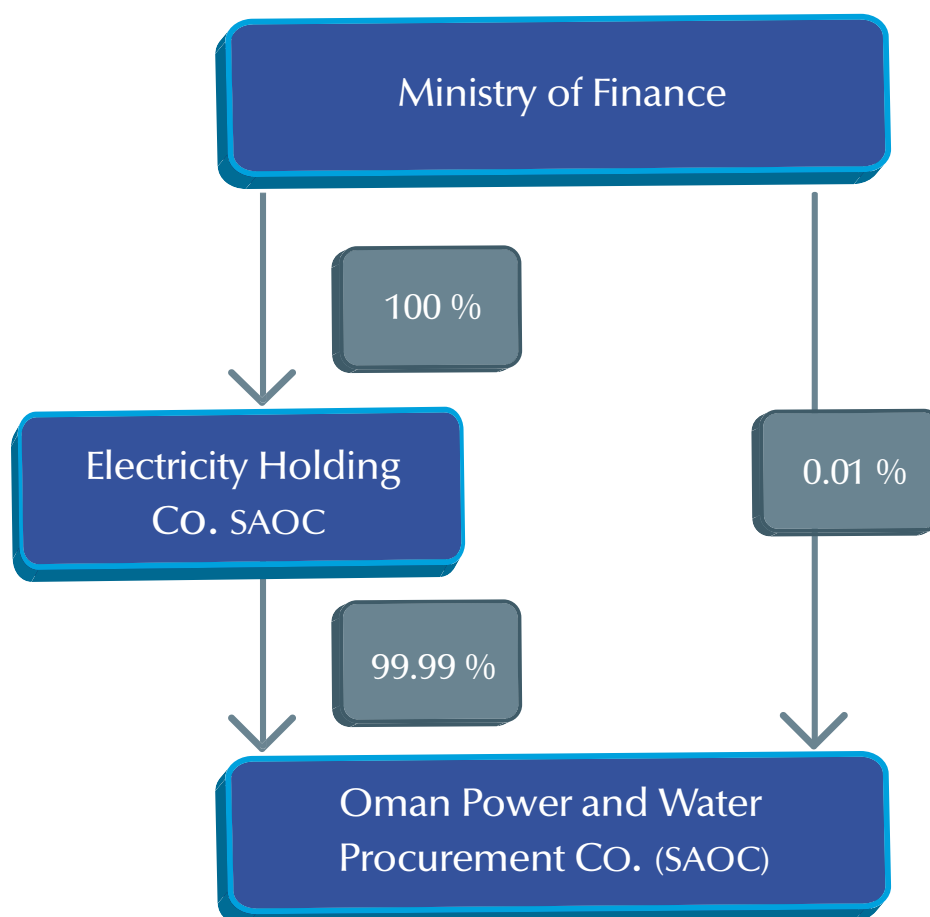 Ministry of Finance
100 %
Electricity Holding
Co. SAOC
0.01 %
99.99 %
Oman Power and Water
Procurement CO. (SAOC)